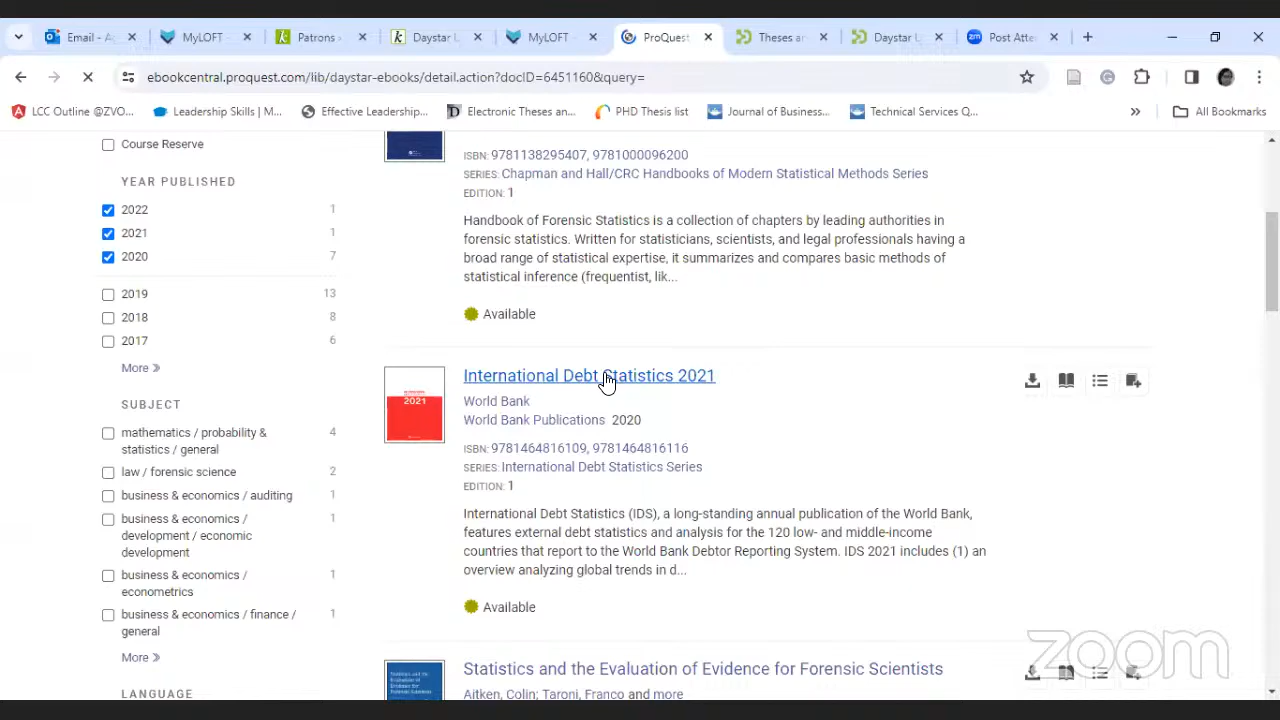 Email - A
MyLOFT -
Patrons
Daystar L
MyLOFT -
ProQuest
Theses ar
Daystar L
Post Atte
ebookcentral.proquest.com/lib/daystar-ebooks/detail.action?docID=6451160&query=
LCC Outline @ZVO...
Leadership Skills | M...
Effective Leadership...
Electronic Theses an...
PHD Thesis list
Journal of Business...
Technical Services Q...
All Bookmarks
Course Reserve
YEAR PUBLISHED
2022 1
2021 1
2020 7
2019 13
2018 8
2017 6
More
SUBJECT
mathematics / probability & 4
statistics / general
law / forensic science 2
business & economics / auditing 1
business & economics / 1
development / economic
development
business & economics / 1
econometrics
business & economics / finance / 1
general
More
LANGUAGE
ISBN: 9781138295407, 9781000096200
SERIES: Chapman and Hall/CRC Handbooks of Modern Statistical Methods Series
EDITION: 1
Handbook of Forensic Statistics is a collection of chapters by leading authorities in
forensic statistics. Written for statisticians, scientists, and legal professionals having a
broad range of statistical expertise, it summarizes and compares basic methods of
statistical inference (frequentist, lik...
Available
2021
International Debt Statistics 2021
World Bank
World Bank Publications 2020
ISBN: 9781464816109, 9781464816116
SERIES: International Debt Statistics Series
EDITION: 1
International Debt Statistics (IDS), a long-standing annual publication of the World Bank,
features external debt statistics and analysis for the 120 low- and middle-income
countries that report to the World Bank Debtor Reporting System. IDS 2021 includes (1) an
overview analyzing global trends in d...
Available
Statistics and the Evaluation of Evidence for Forensic Scientists
Aitken, Colin; Taroni, Franco and more
zoom